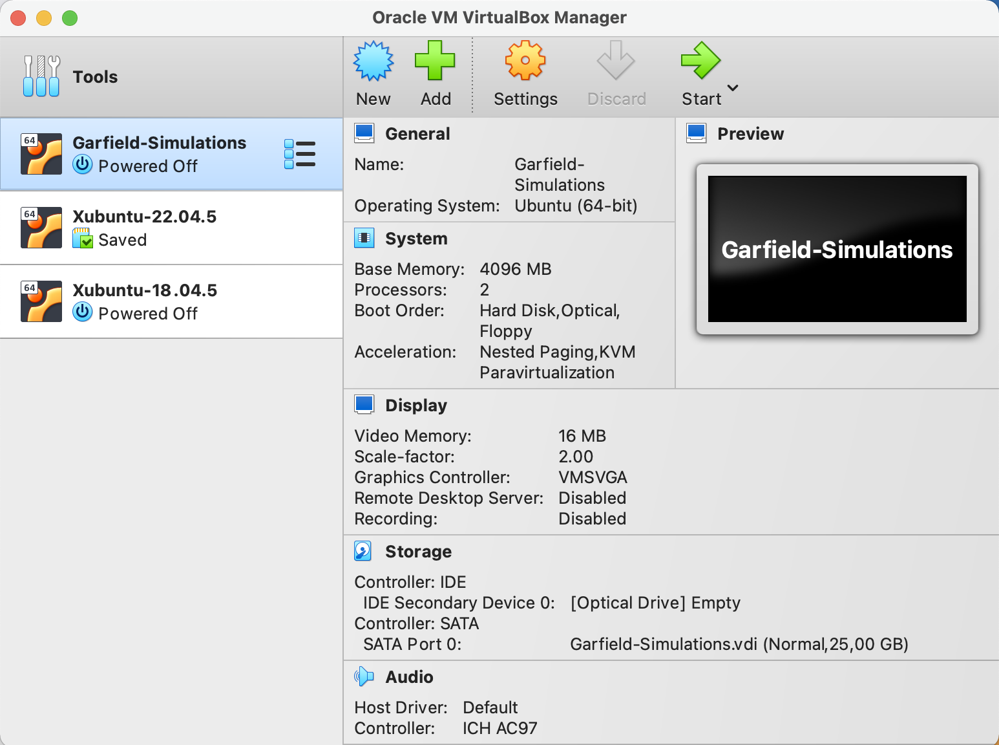 Oracle VM VirtualBox Manager
Tools
New
Add
Settings
Discard
Start
64
Garfield-Simulations
Powered Off
64
Xubuntu-22.04.5
Saved
64
Xubuntu-18.04.5
Powered Off
General
Name: Garfield-
Simulations
Operating System: Ubuntu (64-bit)
Preview
Garfield-Simulations
System
Base Memory: 4096 MB
Processors: 2
Boot Order: Hard Disk,Optical,
Floppy
Acceleration: Nested Paging,KVM
Paravirtualization
Display
Video Memory: 16 MB
Scale-factor: 2.00
Graphics Controller: VMSVGA
Remote Desktop Server: Disabled
Recording: Disabled
Storage
Controller: IDE
IDE Secondary Device 0: [Optical Drive] Empty
Controller: SATA
SATA Port 0: Garfield-Simulations.vdi (Normal,25,00 GB)
Audio
Host Driver: Default
Controller: ICH AC97